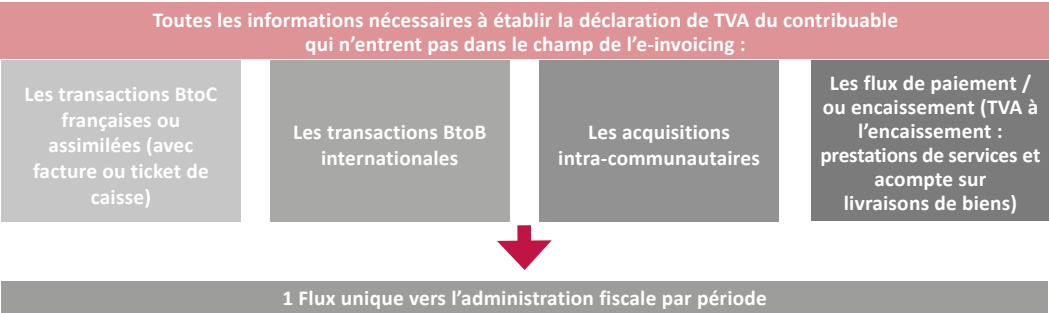 Toutes les informations nécessaires à établir la déclaration de TVA du contribuable
qui n'entrent pas dans le champ de l'e-invoicing :
Les transactions BtoC
françaises ou
assimilées (avec
facture ou ticket de
caisse)
Les transactions BtoB
internationales
Les acquisitions
intra-communautaires
Les flux de paiement /
ou encaissement (TVA à
l'encaissement :
prestations de services et
acompte sur
livraisons de biens)
1 Flux unique vers l'administration fiscale par période